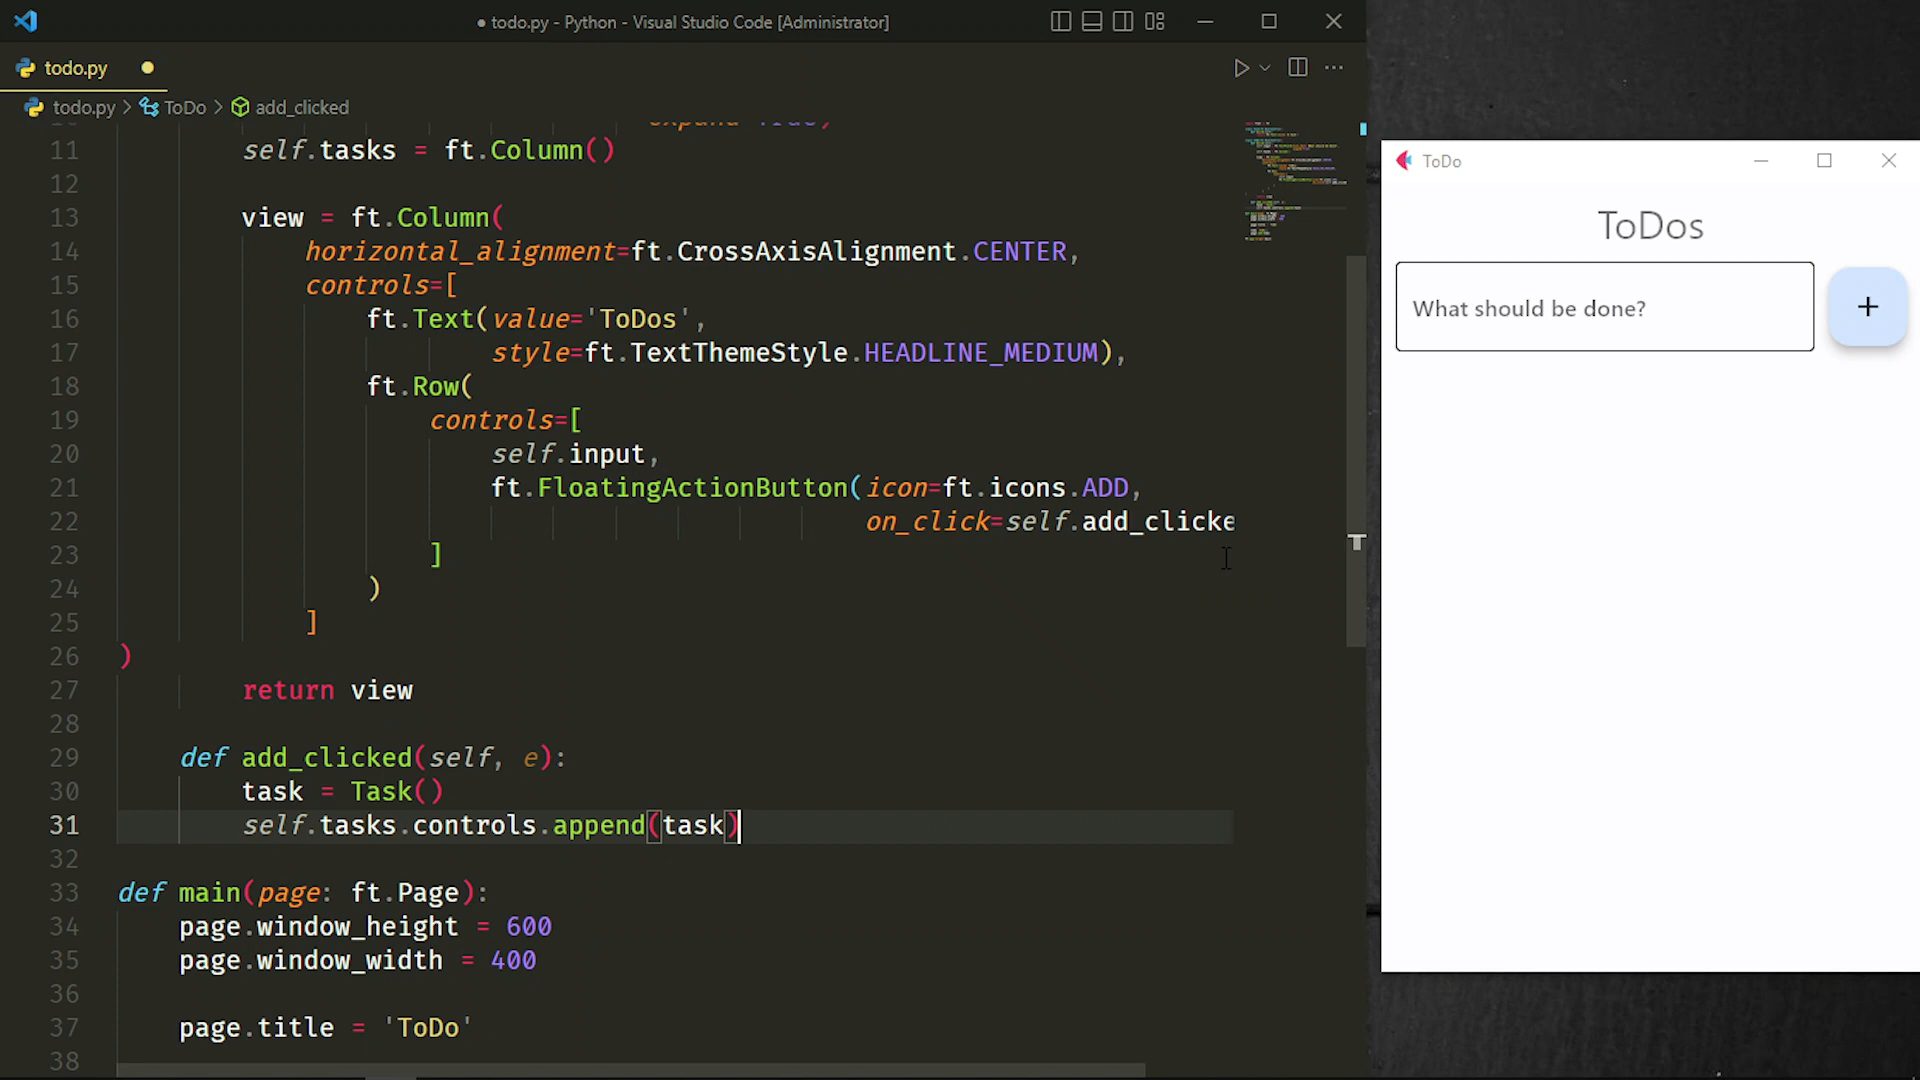 ● todo.py - Python - Visual Studio Code [Administrator]
todo.py
todo.py > ToDo > add_clicked
11 self.tasks = ft.Column()
12
13 view = ft.Column(
14 horizontal_alignment=ft.CrossAxisAlignment.CENTER,
15 controls=[
16 ft.Text(value='ToDos',
17 style=ft.TextThemeStyle.HEADLINE_MEDIUM),
18 ft.Row(
19 controls=[
20 self.input,
21 ft.FloatingActionButton(icon=ft.icons.ADD,
22 on_click=self.add_clicke
23 ]
24 )
25 ]
26 )
27 return view
28
29 def add_clicked(self, e):
30 task = Task()
31 self.tasks.controls.append(task)
32
33 def main(page: ft.Page):
34 page.window_height = 600
35 page.window_width = 400
36
37 page.title = 'ToDo'
38
ToDo
ToDos
What should be done?
+